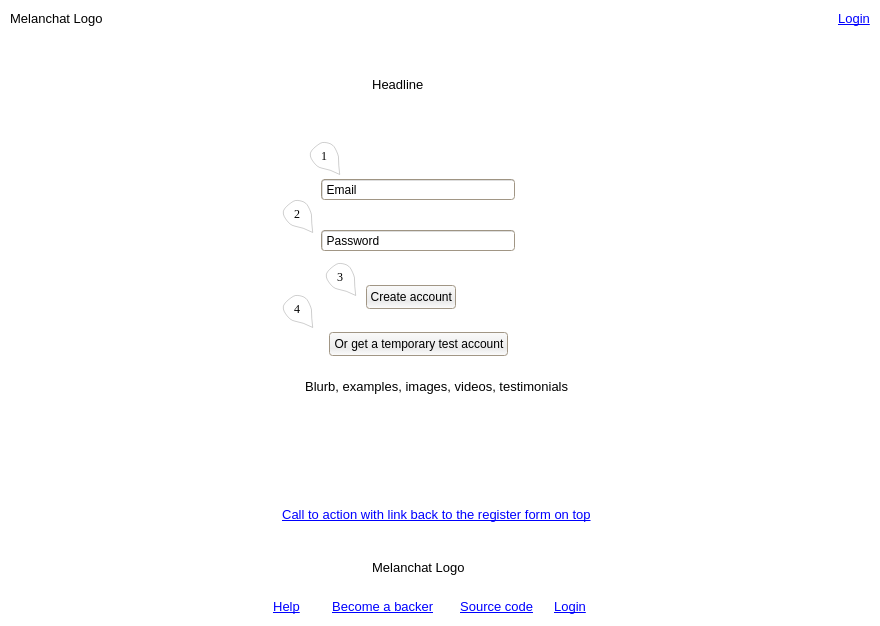 Melanchat Logo
Login
Headline
1
Email
2
Password
3
Create account
4
Or get a temporary test account
Blurb, examples, images, videos, testimonials
Call to action with link back to the register form on top
Melanchat Logo
Help Become a backer Source code Login